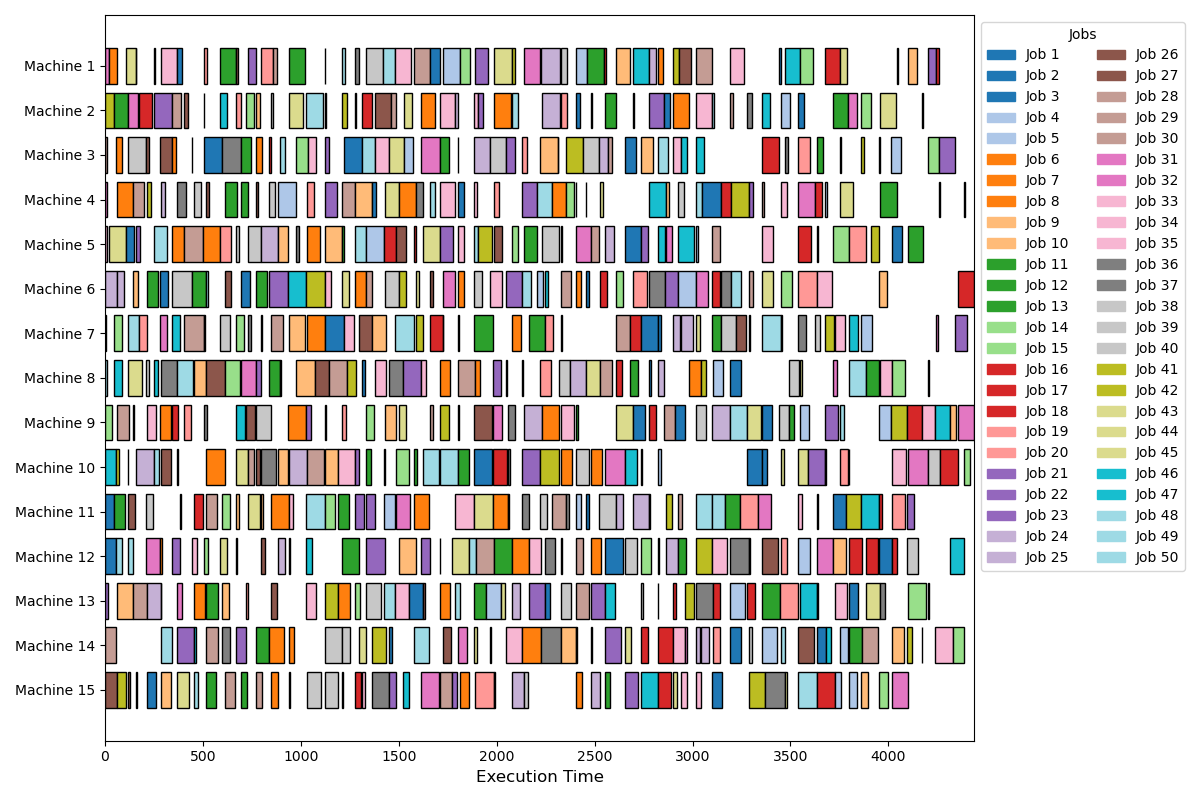 Machine 1
Machine 2
Machine 3
Machine 4
Machine 5
Machine 6
Machine 7
Machine 8
Machine 9
Machine 10
Machine 11
Machine 12
Machine 13
Machine 14
Machine 15
0 500 1000 1500 2000 2500 3000 3500 4000
Execution Time
Jobs
Job 1
Job 2
Job 3
Job 4
Job 5
Job 6
Job 7
Job 8
Job 9
Job 10
Job 11
Job 12
Job 13
Job 14
Job 15
Job 16
Job 17
Job 18
Job 19
Job 20
Job 21
Job 22
Job 23
Job 24
Job 25
Job 26
Job 27
Job 28
Job 29
Job 30
Job 31
Job 32
Job 33
Job 34
Job 35
Job 36
Job 37
Job 38
Job 39
Job 40
Job 41
Job 42
Job 43
Job 44
Job 45
Job 46
Job 47
Job 48
Job 49
Job 50